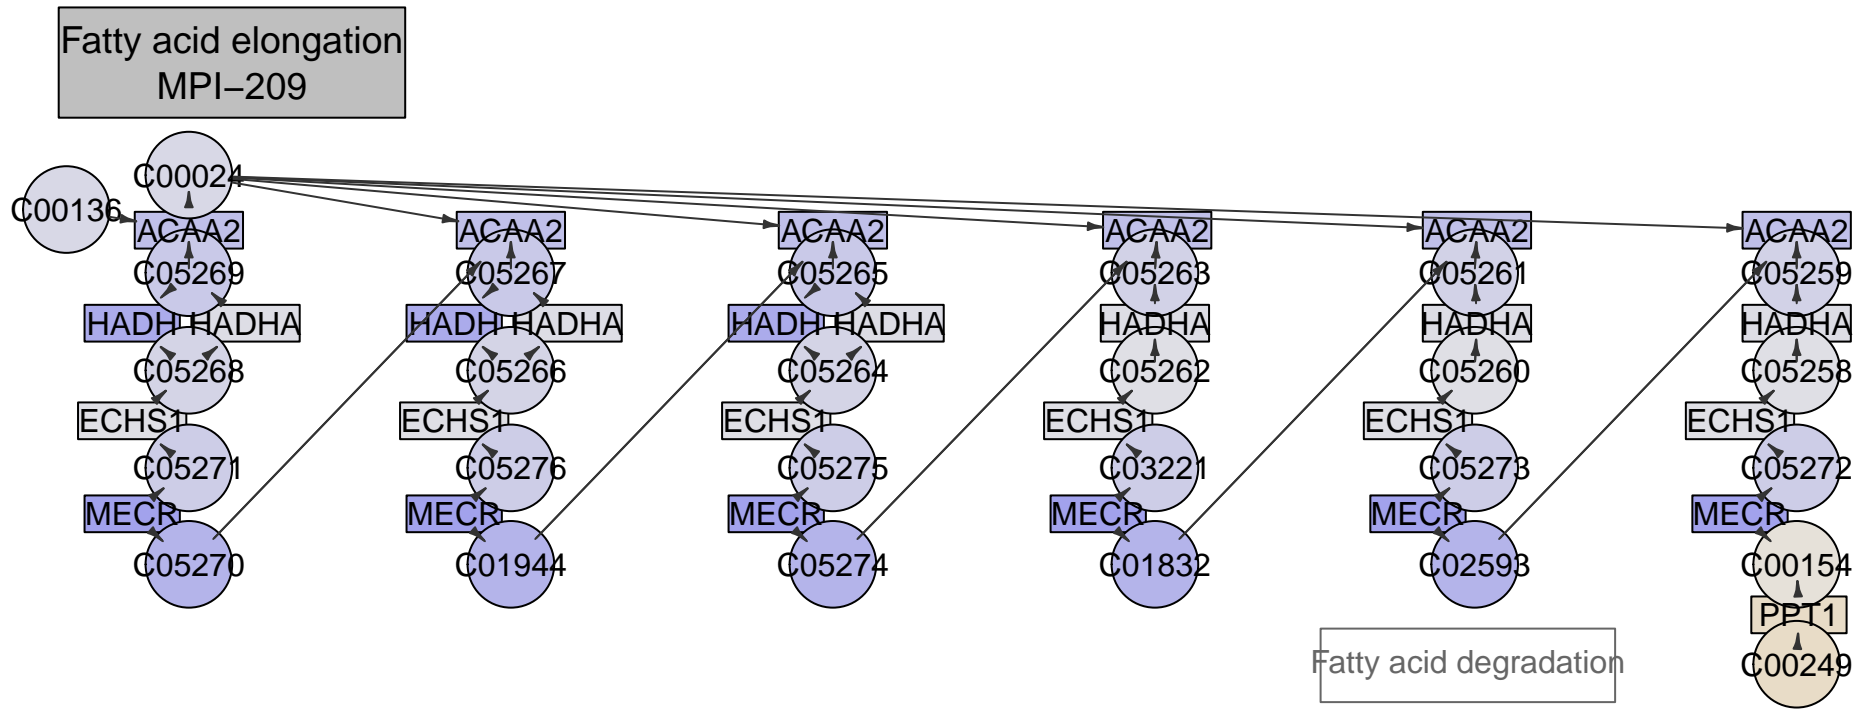 Fatty acid elongation
MPI−209
C00024
C00136
ACAA2 ACAA2 ACAA2 ACAA2 ACAA2 ACAA2
C05269 C05267 C05265 C05263 C05261 C05259
HADH HADHA HADH HADHA HADH HADHA HADHA HADHA HADHA
C05268 C05266 C05264 C05262 C05260 C05258
ECHS1 ECHS1 ECHS1 ECHS1 ECHS1 ECHS1
C05271 C05276 C05275 C03221 C05273 C05272
MECR MECR MECR MECR MECR MECR
C05270 C01944 C05274 C01832 C02593 C00154
PPT1
Fatty acid degradation C00249